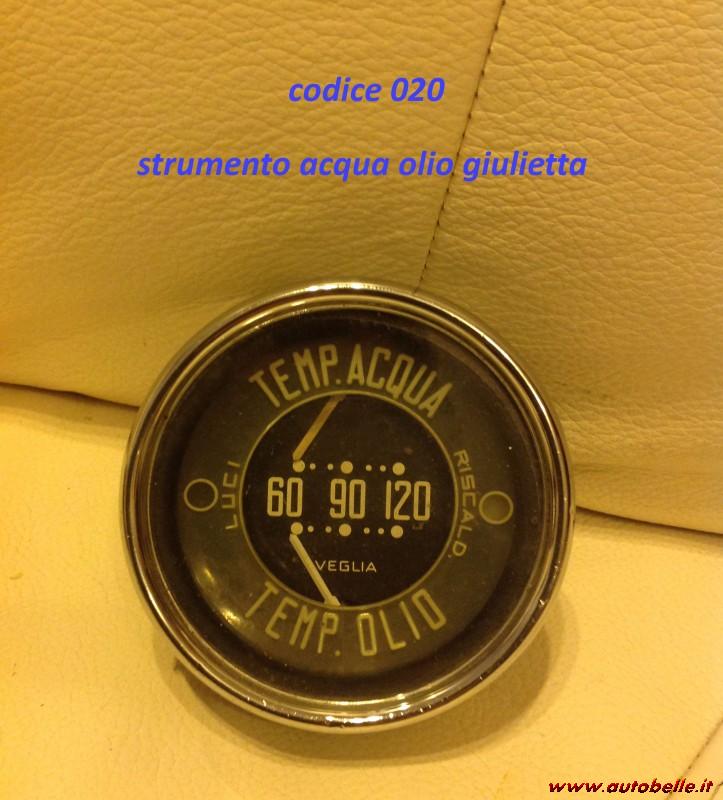 codice 020
strumento acqua olio giulietta
TEMP. ACQUA
LUCI
RISCALD.
60 90 120
VEGLIA
TEMP. OLIO
www.autobelle.it